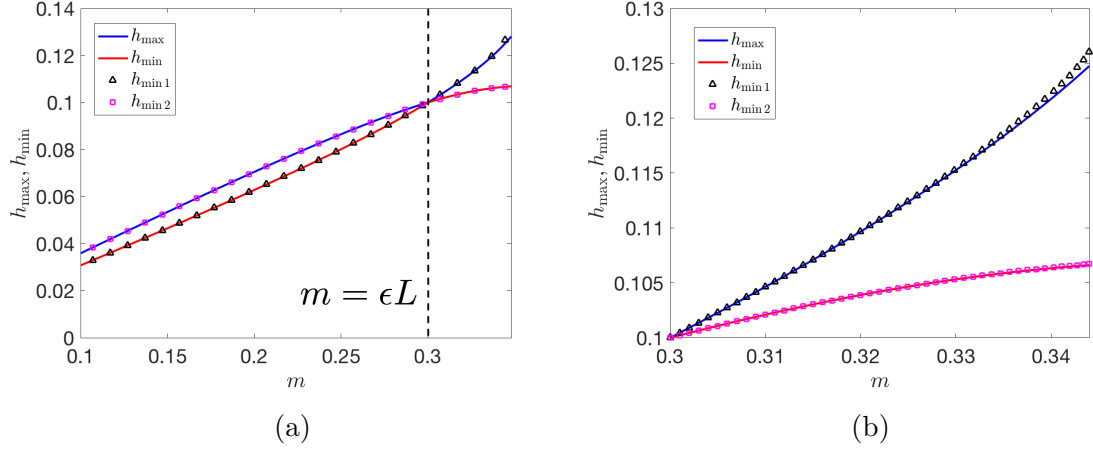 0.14
0.12
0.1
0.08
0.06
0.04
0.02
0
h_max, h_min
h_max
h_min
h_min 1
h_min 2
m = ϵL
0.1 0.15 0.2 0.25 0.3
m
(a)
0.13
0.125
0.12
0.115
0.11
0.105
0.1
h_max, h_min
h_max
h_min
h_min 1
h_min 2
0.3 0.31 0.32 0.33 0.34
m
(b)